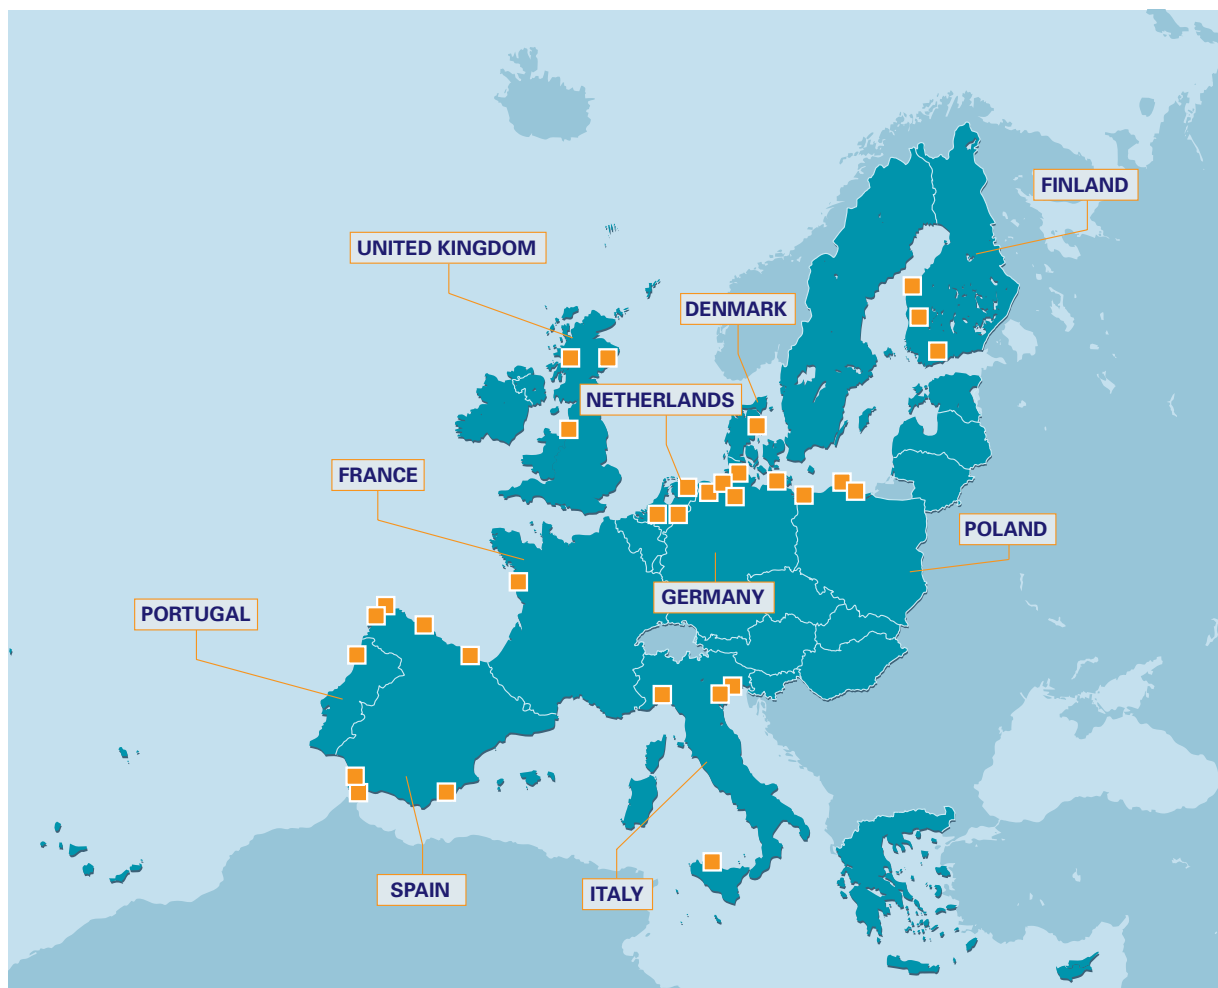 FINLAND
UNITED KINGDOM
DENMARK
NETHERLANDS
FRANCE
POLAND
GERMANY
PORTUGAL
SPAIN
ITALY